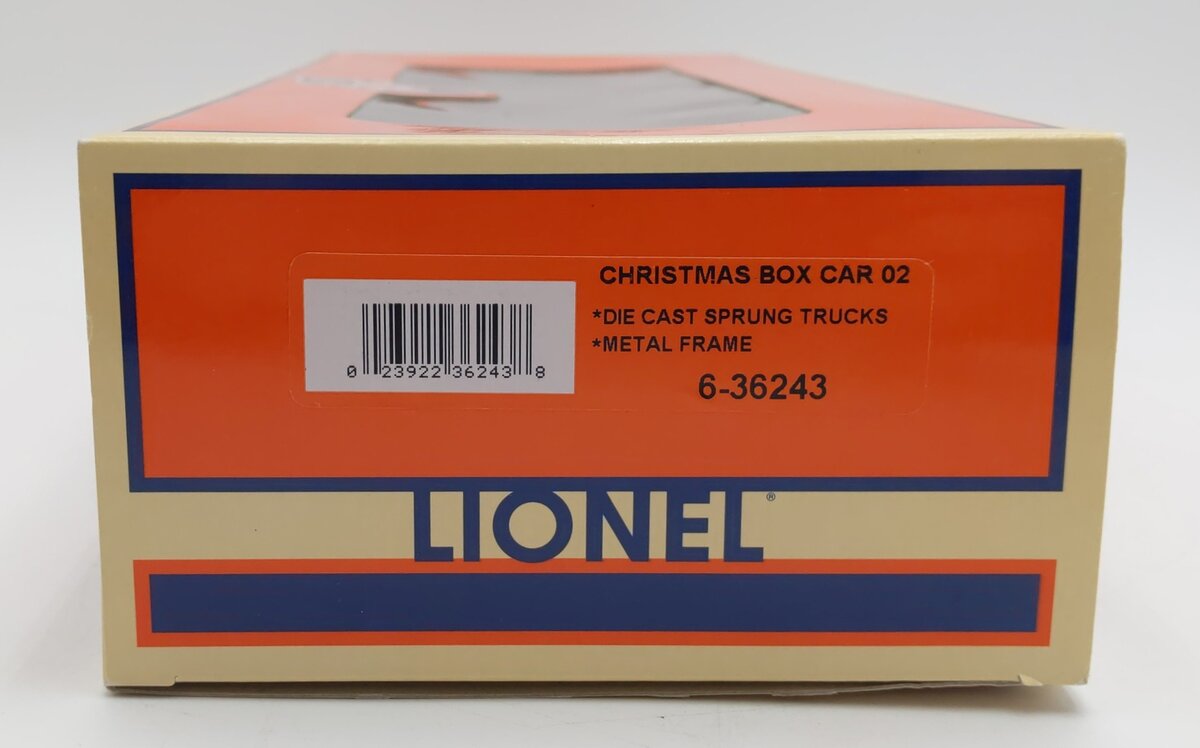 CHRISTMAS BOX CAR 02
*DIE CAST SPRUNG TRUCKS
*METAL FRAME
6-36243
0 23922 36243 8
LIONEL®